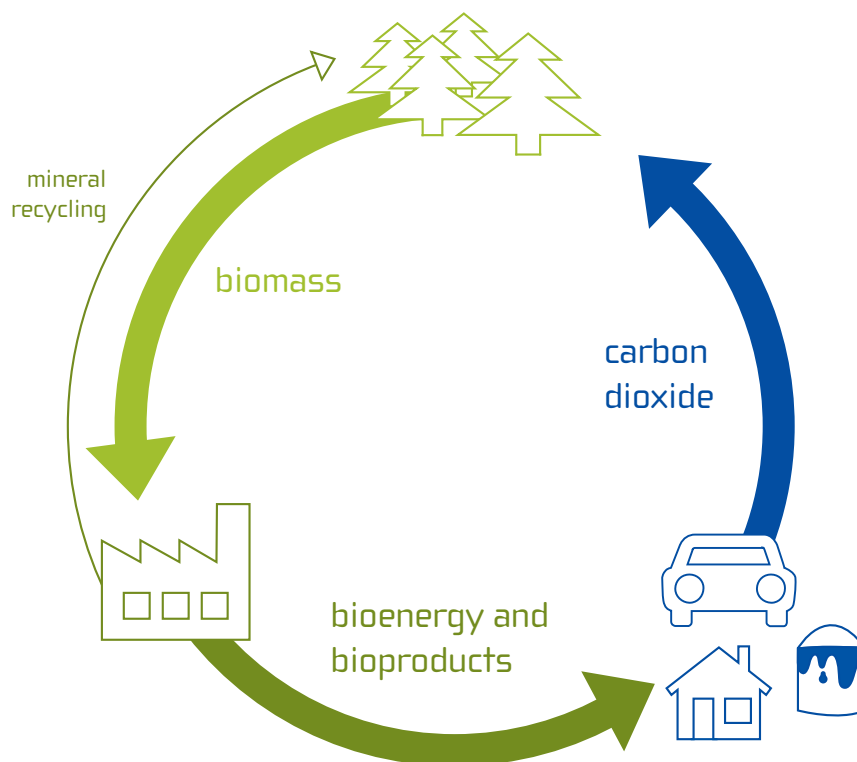 mineral
recycling
biomass
carbon
dioxide
bioenergy and
bioproducts